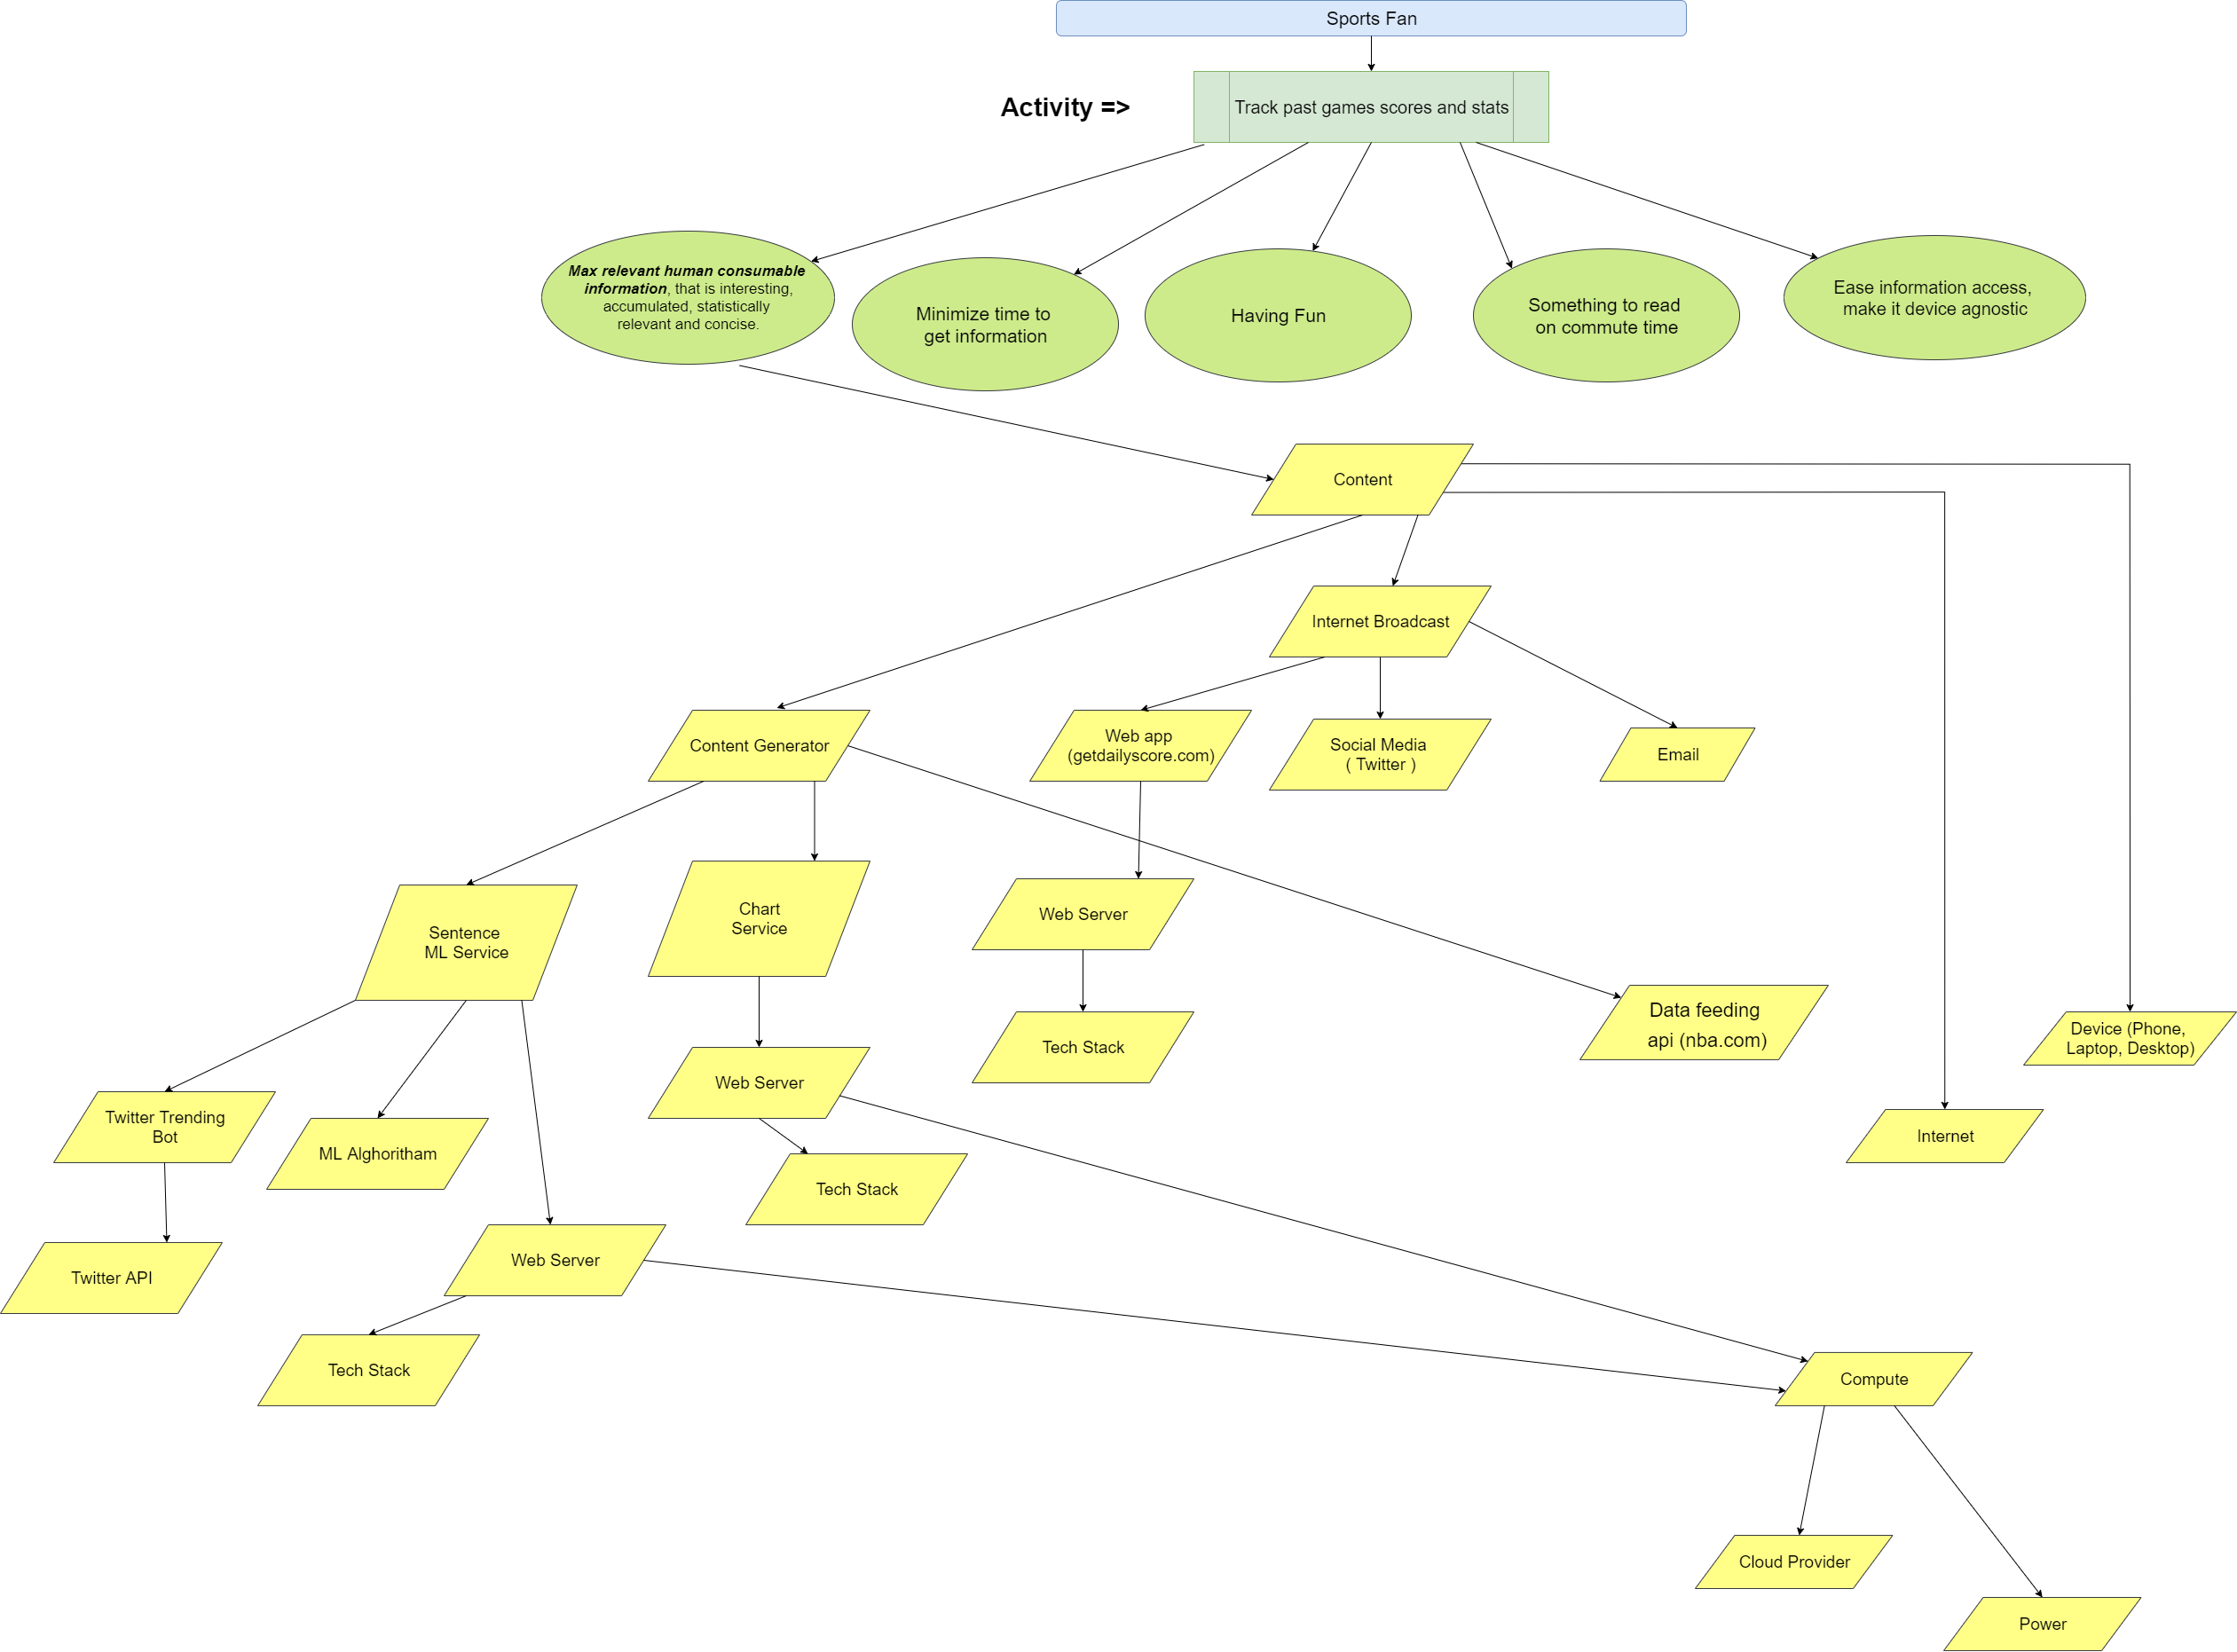 Sports Fan
Activity =>
Track past games scores and stats
Max relevant human consumable
information, that is interesting,
accumulated, statistically
relevant and concise.
Minimize time to
get information
Having Fun
Something to read
on commute time
Ease information access,
make it device agnostic
Content
Internet Broadcast
Content Generator
Web app
(getdailyscore.com)
Social Media
( Twitter )
Email
Sentence
ML Service
Chart
Service
Web Server
Data feeding
api (nba.com)
Device (Phone,
Laptop, Desktop)
Tech Stack
Web Server
Twitter Trending
Bot
ML Alghoritham
Internet
Tech Stack
Web Server
Twitter API
Tech Stack
Compute
Cloud Provider
Power